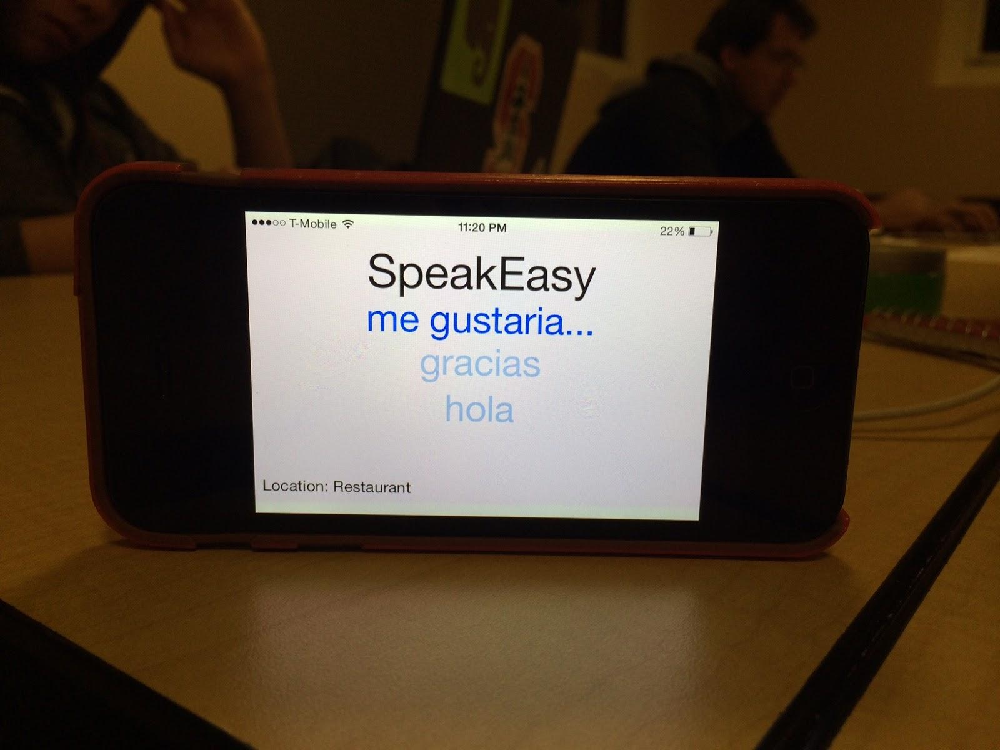 T-Mobile 11:20 PM 22%
SpeakEasy
me gustaria...
gracias
hola
Location: Restaurant